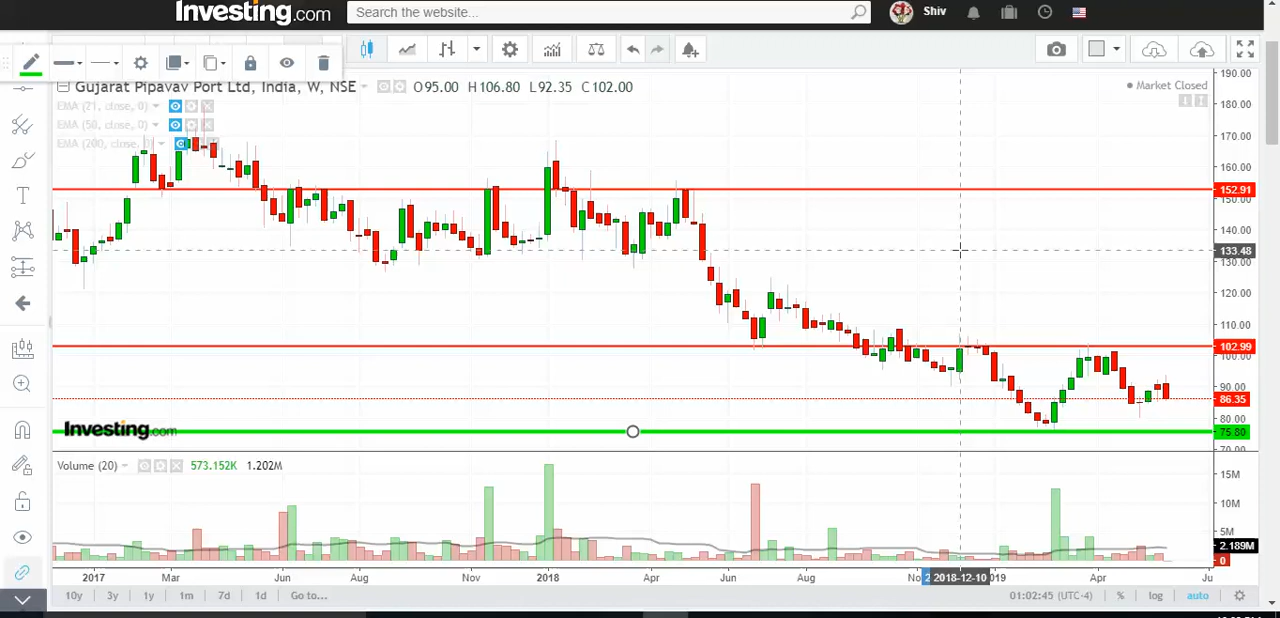 Investing.com
Search the website...
Shiv
Gujarat Pipavav Port Ltd, India, W, NSE
O95.00 H106.80 L92.35 C102.00
Market Closed
EMA (21, close, 0)
EMA (50, close, 0)
EMA (200, close, 0)
190.00
180.00
170.00
160.00
152.91
150.00
140.00
133.48
130.00
120.00
110.00
102.99
100.00
90.00
86.35
80.00
75.80
70.00
Investing.com
Volume (20)
573.152K 1.202M
15M
10M
5M
2.189M
0
2017 Mar Jun Aug Nov 2018 Apr Jun Aug 2018-12-10 Apr
10y 3y 1y 1m 7d 1d Go to...
01:02:45 (UTC-4) % log auto